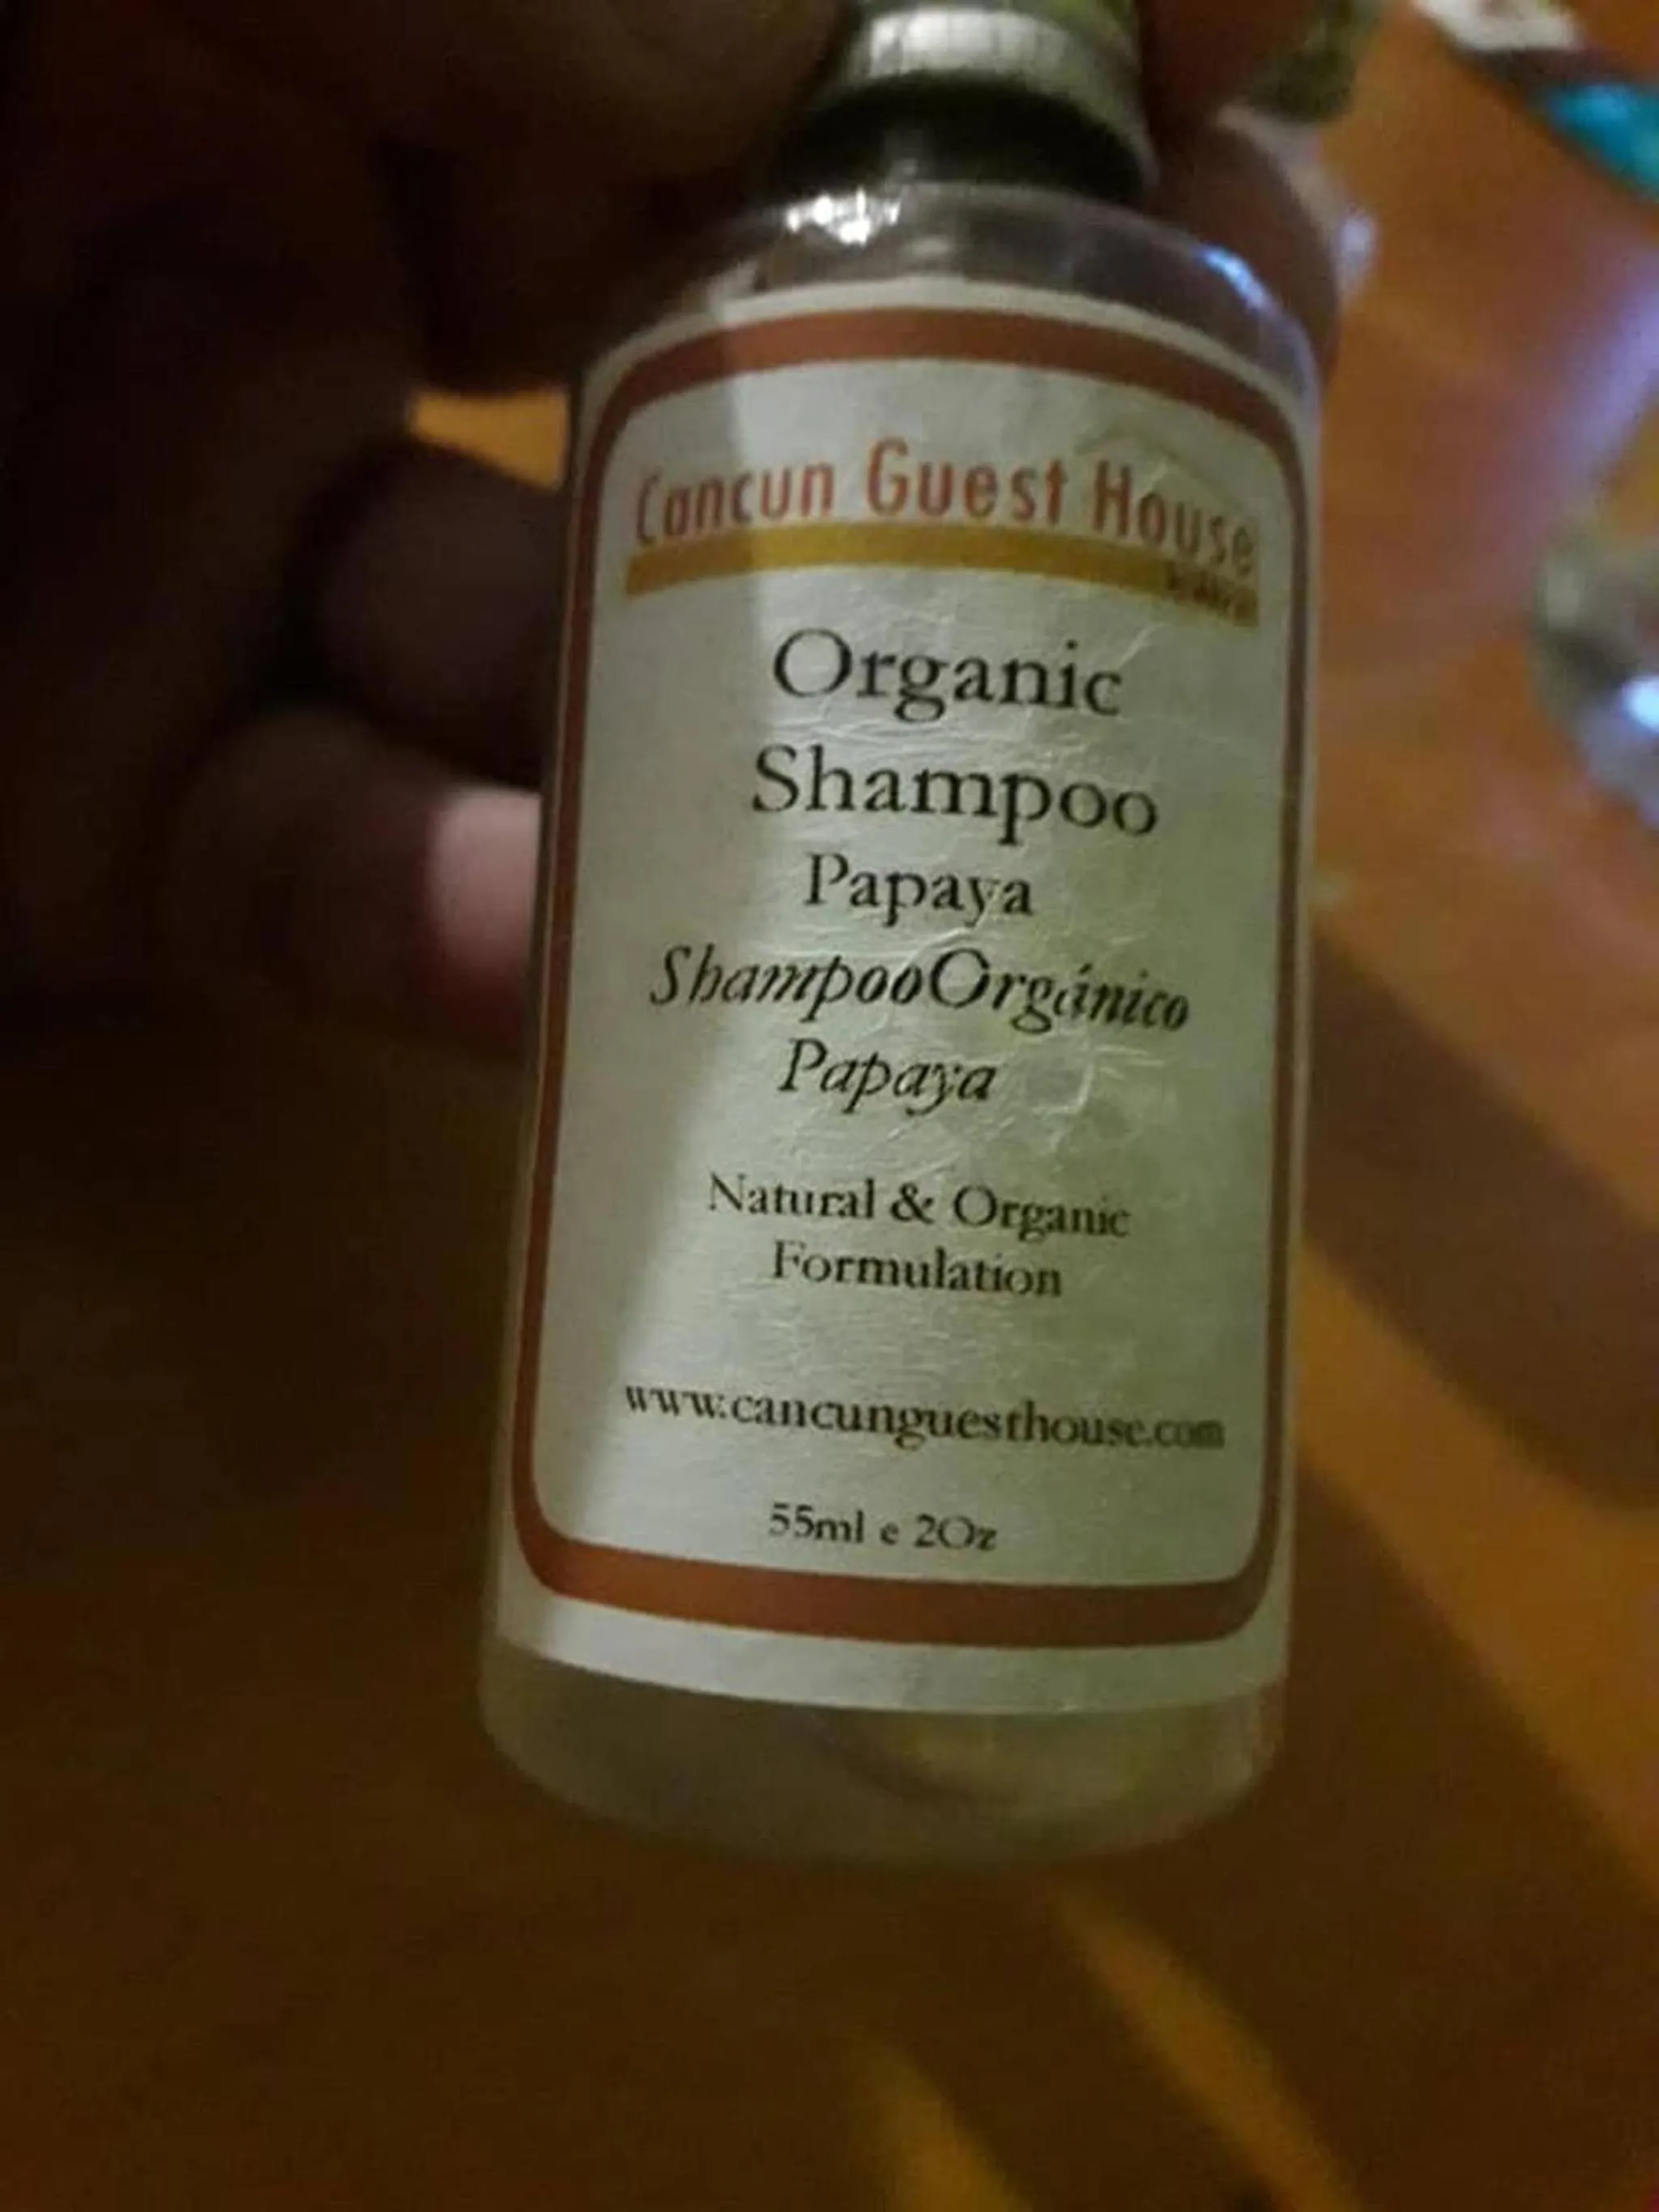 Cancun Guest House
Organic
Shampoo
Papaya
ShampooOrgánico
Papaya
Natural & Organic
Formulation
www.cancunguesthouse.com
55ml e 2Oz